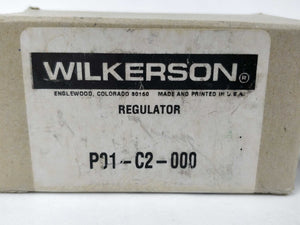 WILKERSON®
ENGLEWOOD, COLORADO 80150 MADE AND PRINTED IN U.S.A.
REGULATOR
P01-C2-000